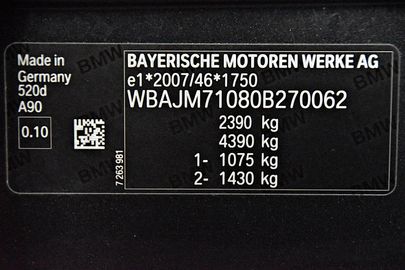 Made in
Germany
520d
A90
0.10
7 263 981
BAYERISCHE MOTOREN WERKE AG
e1*2007/46*1750
WBAJM71080B270062
2390 kg
4390 kg
1- 1075 kg
2- 1430 kg